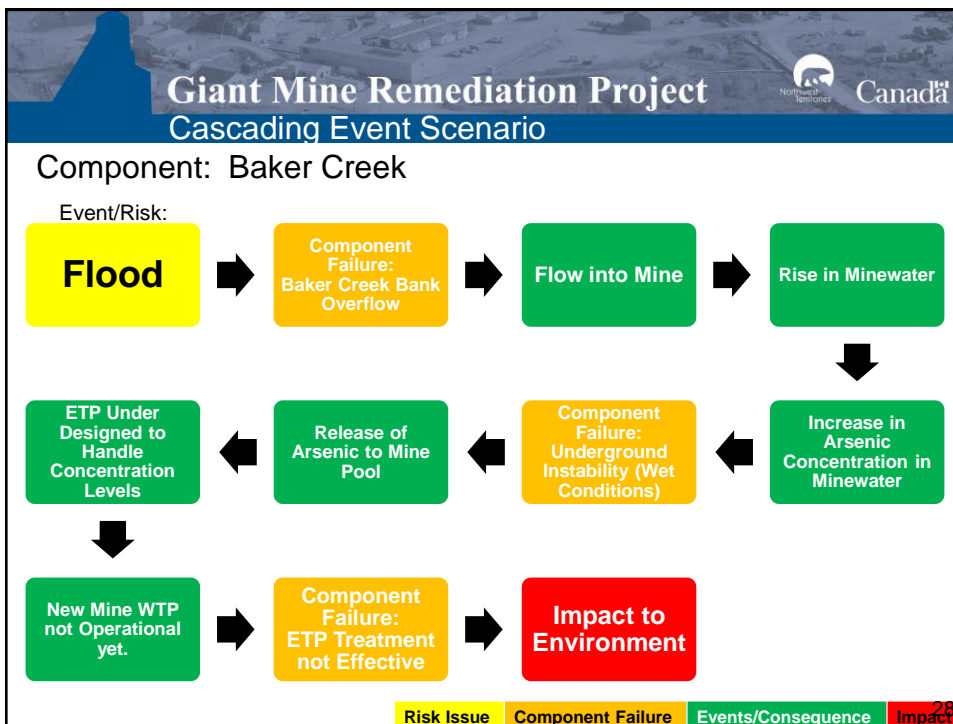 Giant Mine Remediation Project
Northwest
Territories
Canada
Cascading Event Scenario
Component: Baker Creek
Event/Risk:
Flood
Component
Failure:
Baker Creek Bank
Overflow
Flow into Mine
Rise in Minewater
Increase in
Arsenic
Concentration in
Minewater
Component
Failure:
Underground
Instability (Wet
Conditions)
Release of
Arsenic to Mine
Pool
ETP Under
Designed to
Handle
Concentration
Levels
New Mine WTP
not Operational
yet.
Component
Failure:
ETP Treatment
not Effective
Impact to
Environment
Risk Issue
Component Failure
Events/Consequence
Impact
28